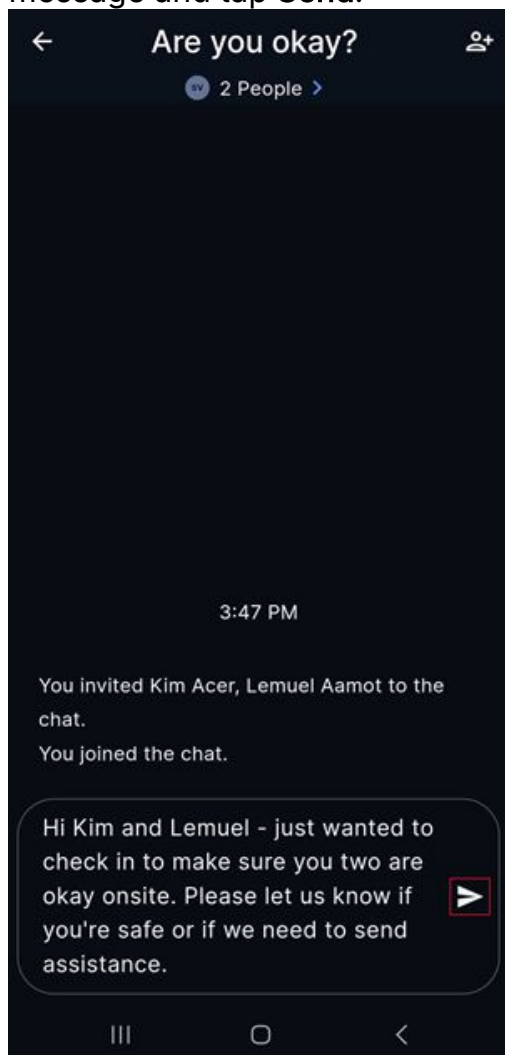 message and tap Send.
Are you okay?
SV 2 People >
3:47 PM
You invited Kim Acer, Lemuel Aamot to the
chat.
You joined the chat.
Hi Kim and Lemuel - just wanted to
check in to make sure you two are
okay onsite. Please let us know if
you're safe or if we need to send
assistance.